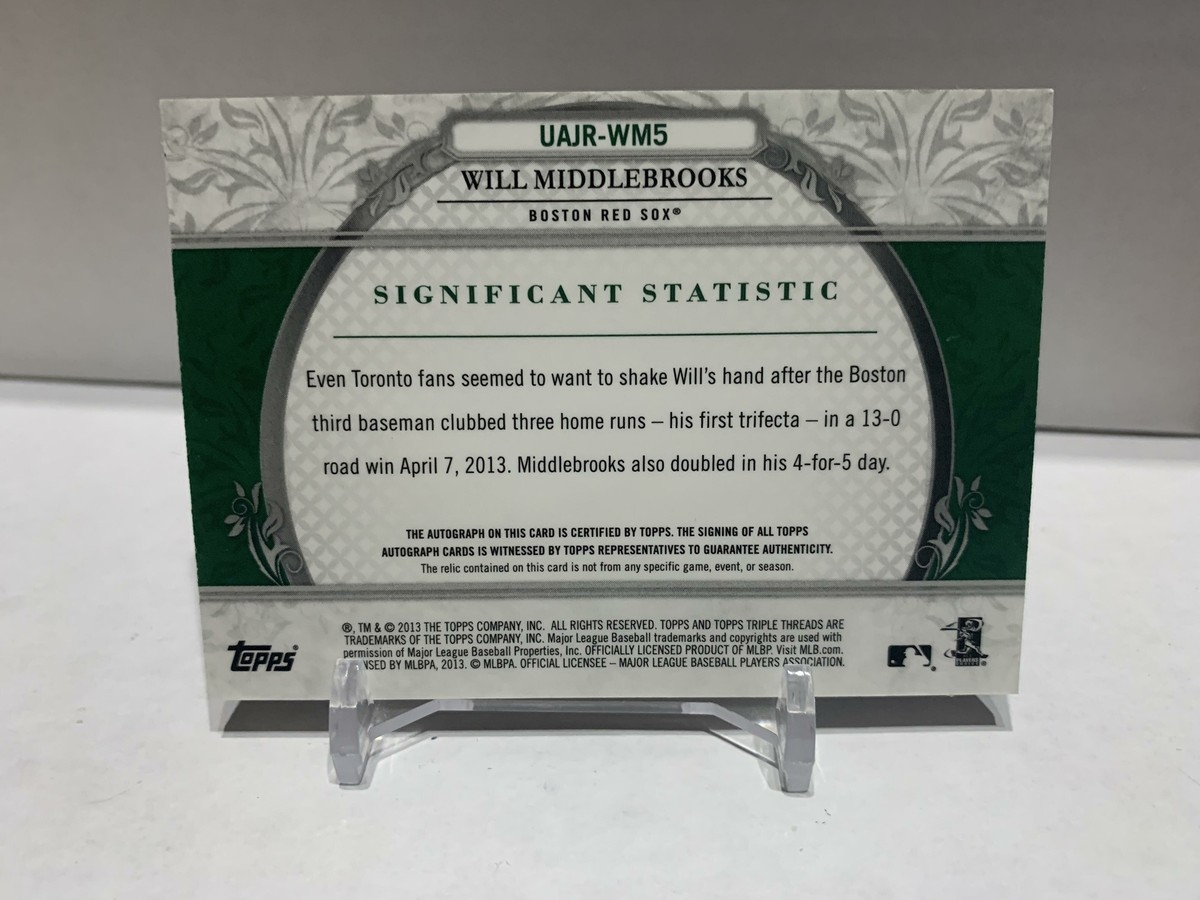 UAJR-WM5
WILL MIDDLEBROOKS
BOSTON RED SOX®
SIGNIFICANT STATISTIC
Even Toronto fans seemed to want to shake Will's hand after the Boston
third baseman clubbed three home runs – his first trifecta – in a 13-0
road win April 7, 2013. Middlebrooks also doubled in his 4-for-5 day.
THE AUTOGRAPH ON THIS CARD IS CERTIFIED BY TOPPS. THE SIGNING OF ALL TOPPS
AUTOGRAPH CARDS IS WITNESSED BY TOPPS REPRESENTATIVES TO GUARANTEE AUTHENTICITY.
The relic contained on this card is not from any specific game, event, or season.
®, TM & © 2013 THE TOPPS COMPANY, INC. ALL RIGHTS RESERVED. TOPPS AND TOPPS TRIPLE THREADS ARE
TRADEMARKS OF THE TOPPS COMPANY, INC. Major League Baseball trademarks and copyrights are used with
permission of Major League Baseball Properties, Inc. OFFICIALLY LICENSED PRODUCT OF MLBP. Visit MLB.com.
BY MLBPA, 2013. © MLBPA. OFFICIAL LICENSEE – MAJOR LEAGUE BASEBALL PLAYERS ASSOCIATION.
TOPPS®